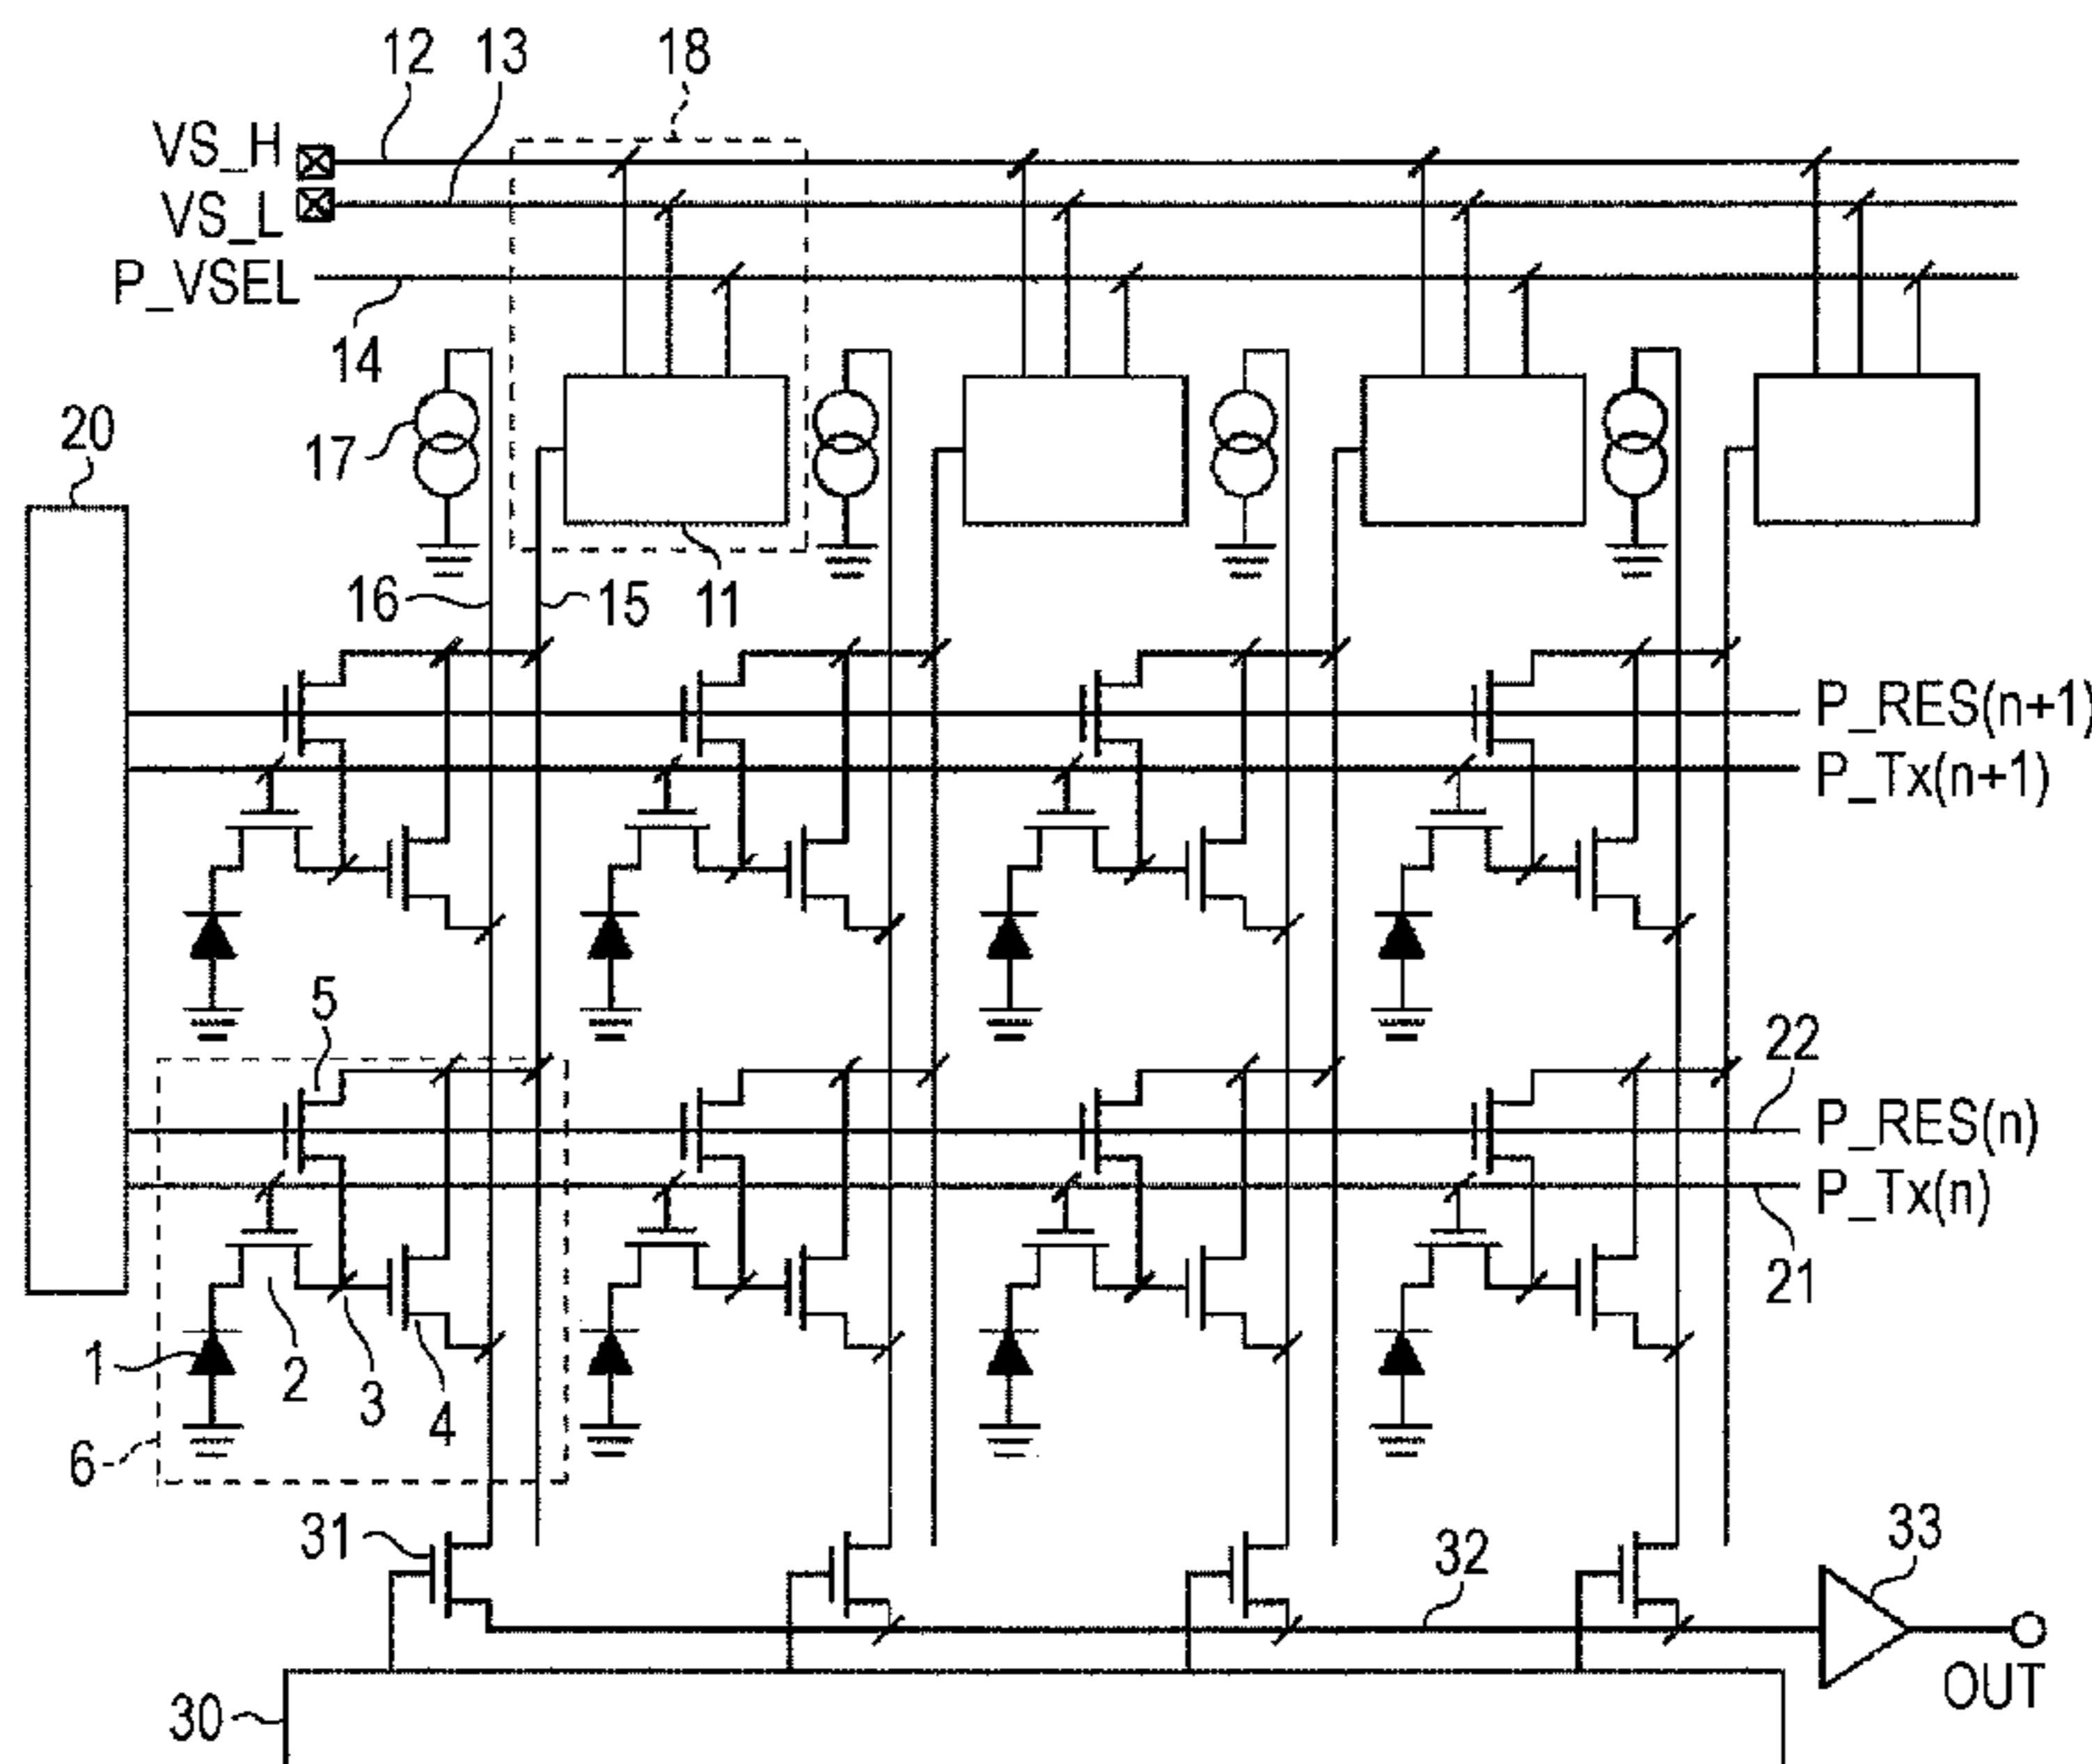 12 13 18
VS_H
VS_L
P_VSEL
14
20
17
16 15 11
P_RES(n+1)
P_Tx(n+1)
5
22
P_RES(n)
P_Tx(n)
21
1 2 3 4
6
31 32 33
OUT
30